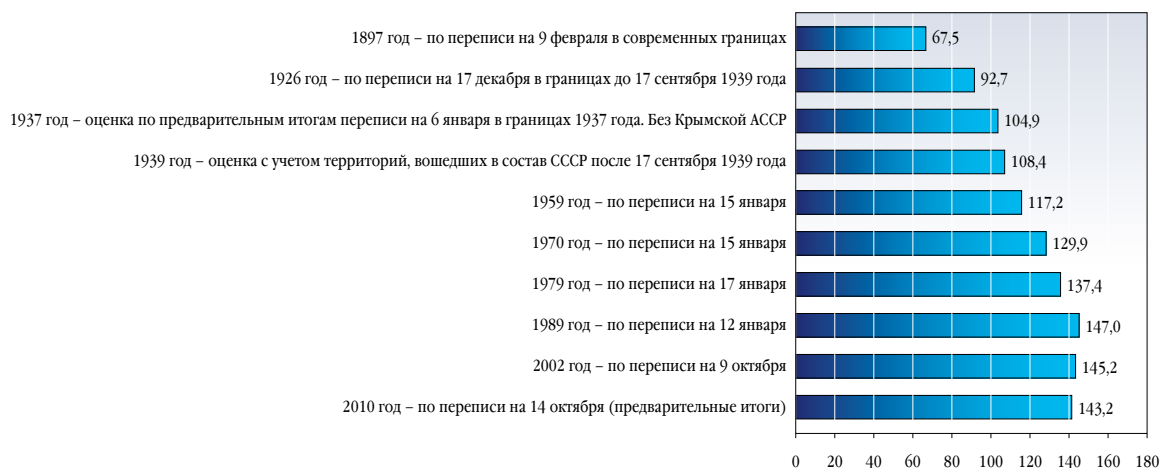 1897 год – по переписи на 9 февраля в современных границах 67,5
1926 год – по переписи на 17 декабря в границах до 17 сентября 1939 года 92,7
1937 год – оценка по предварительным итогам переписи на 6 января в границах 1937 года. Без Крымской АССР 104,9
1939 год – оценка с учетом территорий, вошедших в состав СССР после 17 сентября 1939 года 108,4
1959 год – по переписи на 15 января 117,2
1970 год – по переписи на 15 января 129,9
1979 год – по переписи на 17 января 137,4
1989 год – по переписи на 12 января 147,0
2002 год – по переписи на 9 октября 145,2
2010 год – по переписи на 14 октября (предварительные итоги) 143,2
0 20 40 60 80 100 120 140 160 180